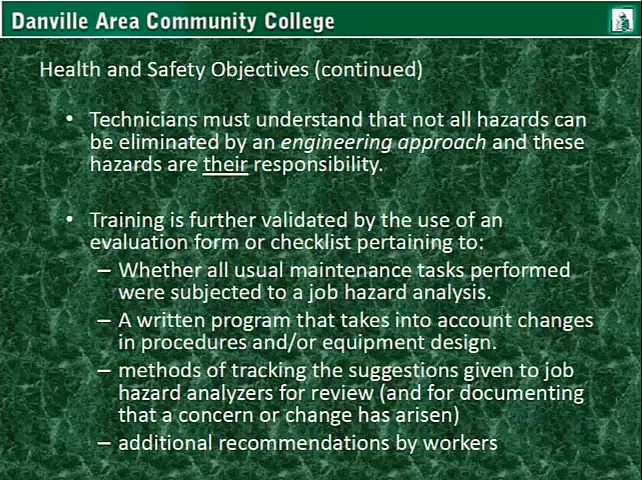 Danville Area Community College
Health and Safety Objectives (continued)
• Technicians must understand that not all hazards can
be eliminated by an engineering approach and these
hazards are their responsibility.
• Training is further validated by the use of an
evaluation form or checklist pertaining to:
– Whether all usual maintenance tasks performed
were subjected to a job hazard analysis.
– A written program that takes into account changes
in procedures and/or equipment design.
– methods of tracking the suggestions given to job
hazard analyzers for review (and for documenting
that a concern or change has arisen)
– additional recommendations by workers